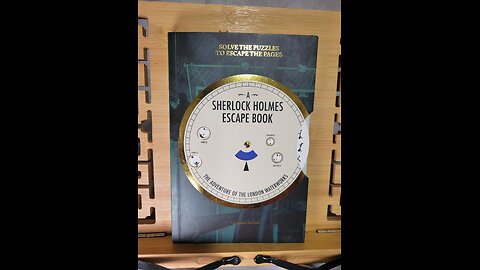 SOLVE THE PUZZLES
TO ESCAPE THE PAGES
A
SHERLOCK HOLMES
ESCAPE BOOK
THE ADVENTURE OF THE LONDON WATERWORKS